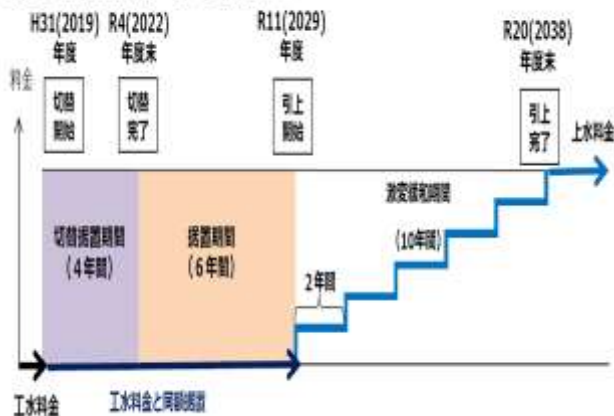 H31(2019)
年度
R4(2022)
年度末
R11(2029)
年度
R20(2038)
年度末
料金
切替
開始
切替
完了
引上
開始
引上
完了
上水料金
激変緩和期間
(10年間)
切替据置期間
(4年間)
据置期間
(6年間)
2年間
工水料金
工水料金と同額据置